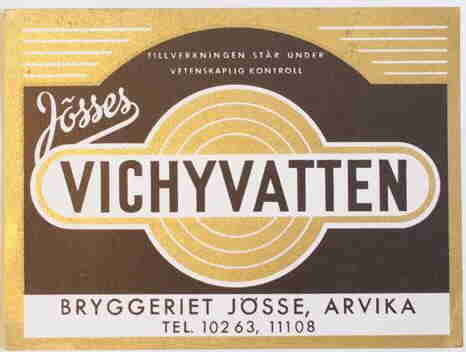 TILLVERKNINGEN STÅR UNDER
VETENSKAPLIG KONTROLL
Jösses
VICHYVATTEN
BRYGGERIET JÖSSE, ARVIKA
TEL. 102 63, 11108